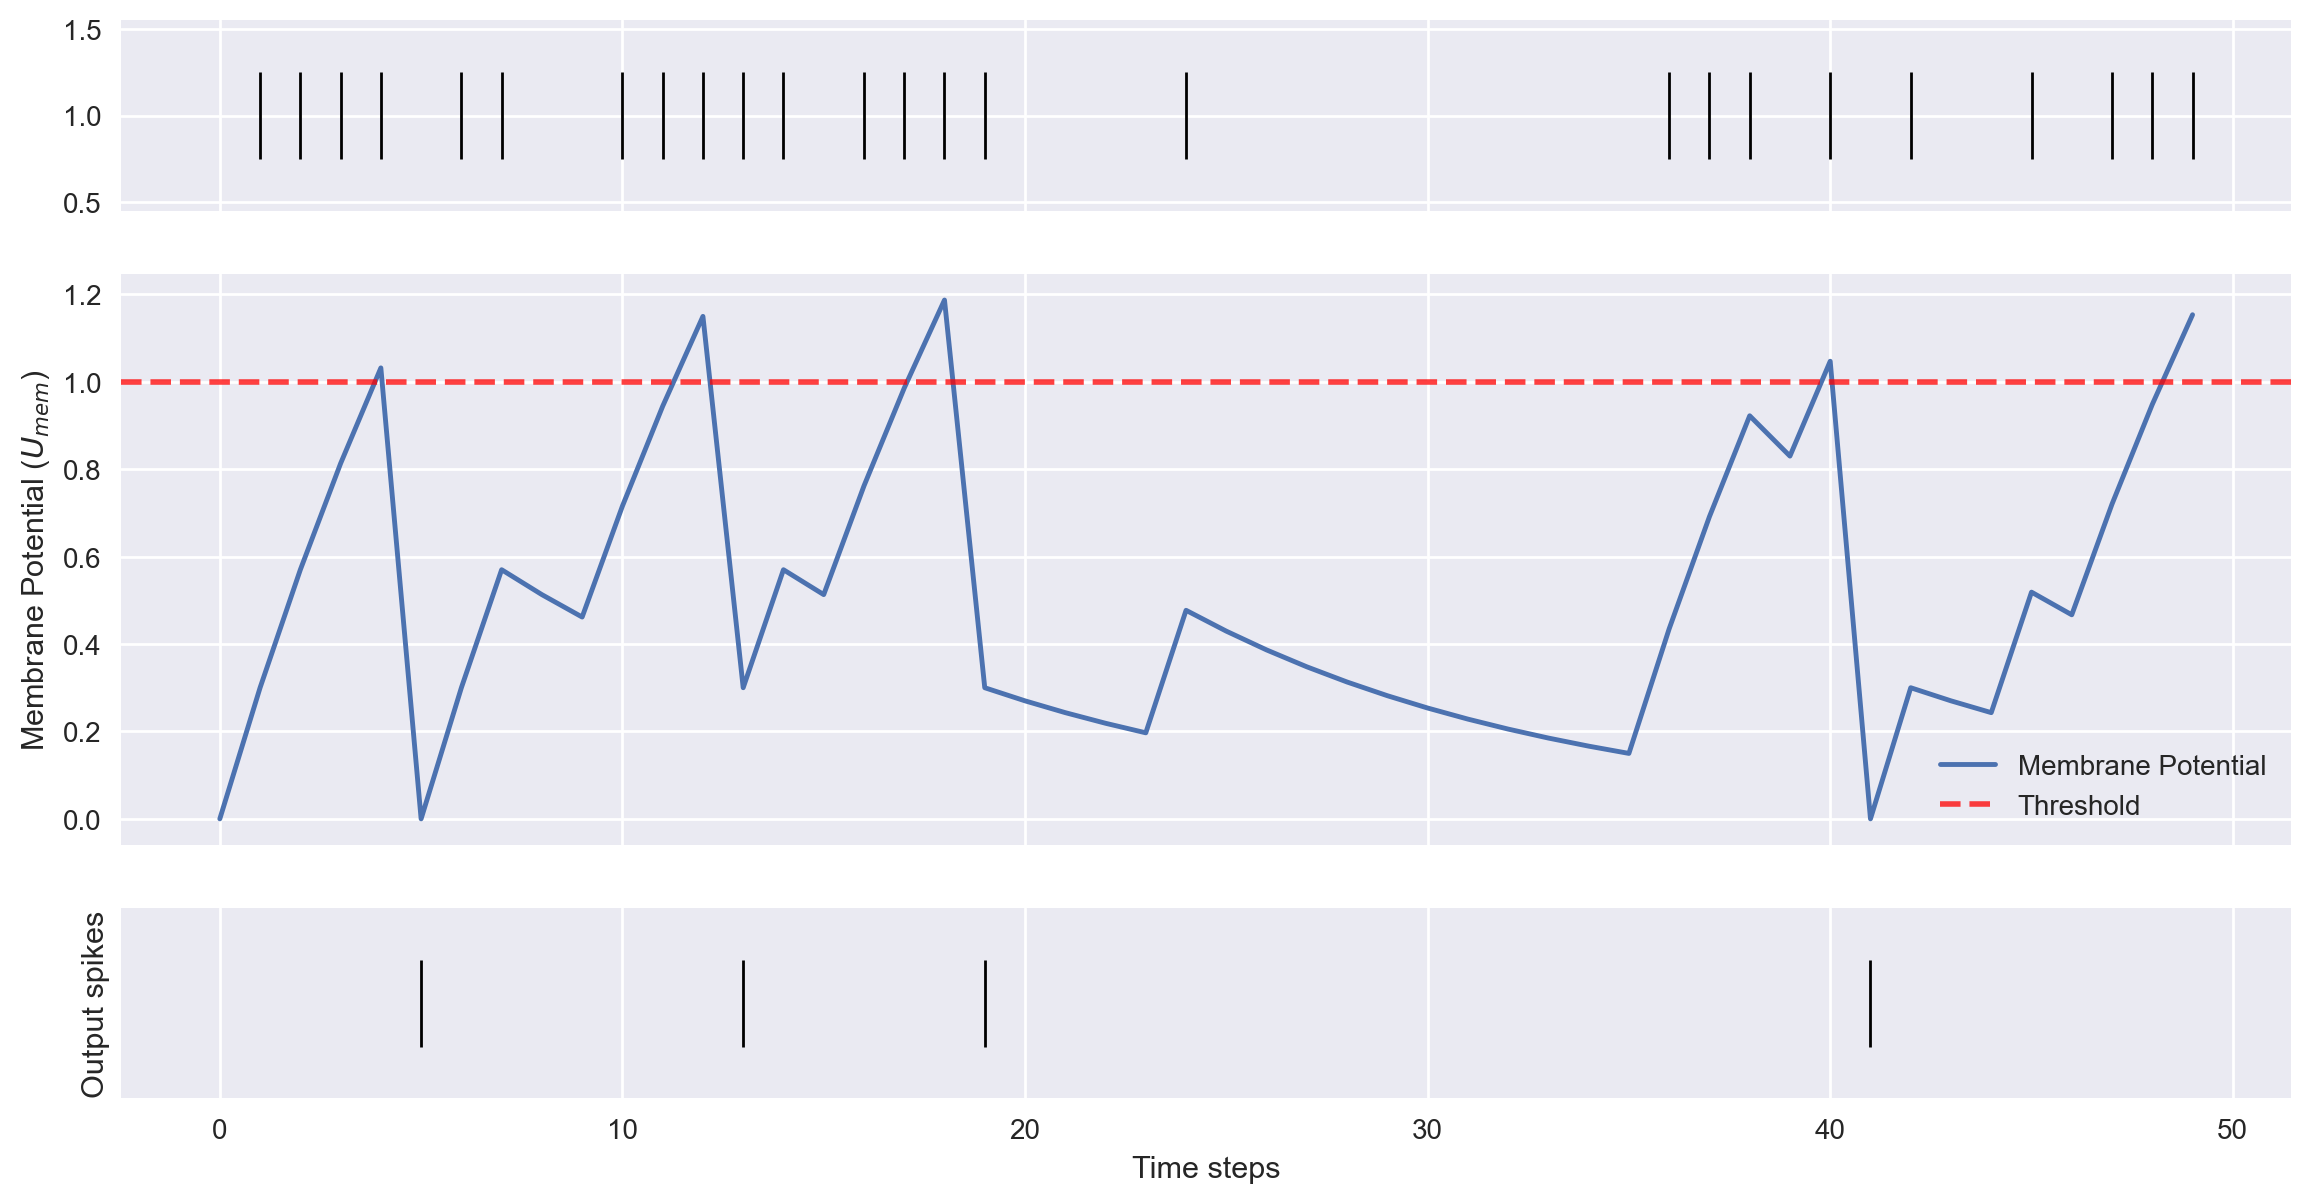 1.5
1.0
0.5
1.2
1.0
0.8
0.6
0.4
0.2
0.0
Membrane Potential (U_mem)
Membrane Potential
Threshold
Output spikes
0 10 20 30 40 50
Time steps